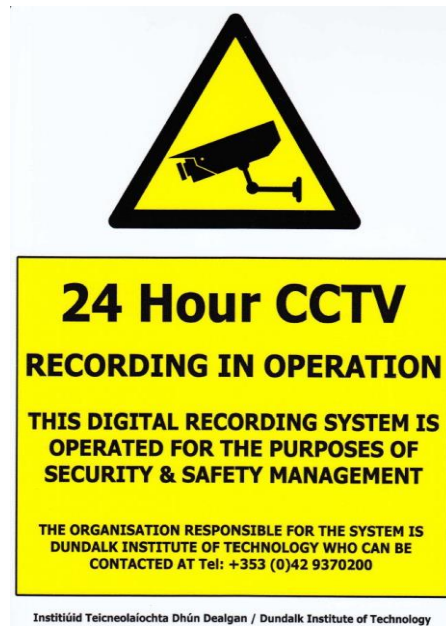 24 Hour CCTV
RECORDING IN OPERATION
THIS DIGITAL RECORDING SYSTEM IS
OPERATED FOR THE PURPOSES OF
SECURITY & SAFETY MANAGEMENT
THE ORGANISATION RESPONSIBLE FOR THE SYSTEM IS
DUNDALK INSTITUTE OF TECHNOLOGY WHO CAN BE
CONTACTED AT Tel: +353 (0)42 9370200
Institiúid Teicneolaíochta Dhún Dealgan / Dundalk Institute of Technology